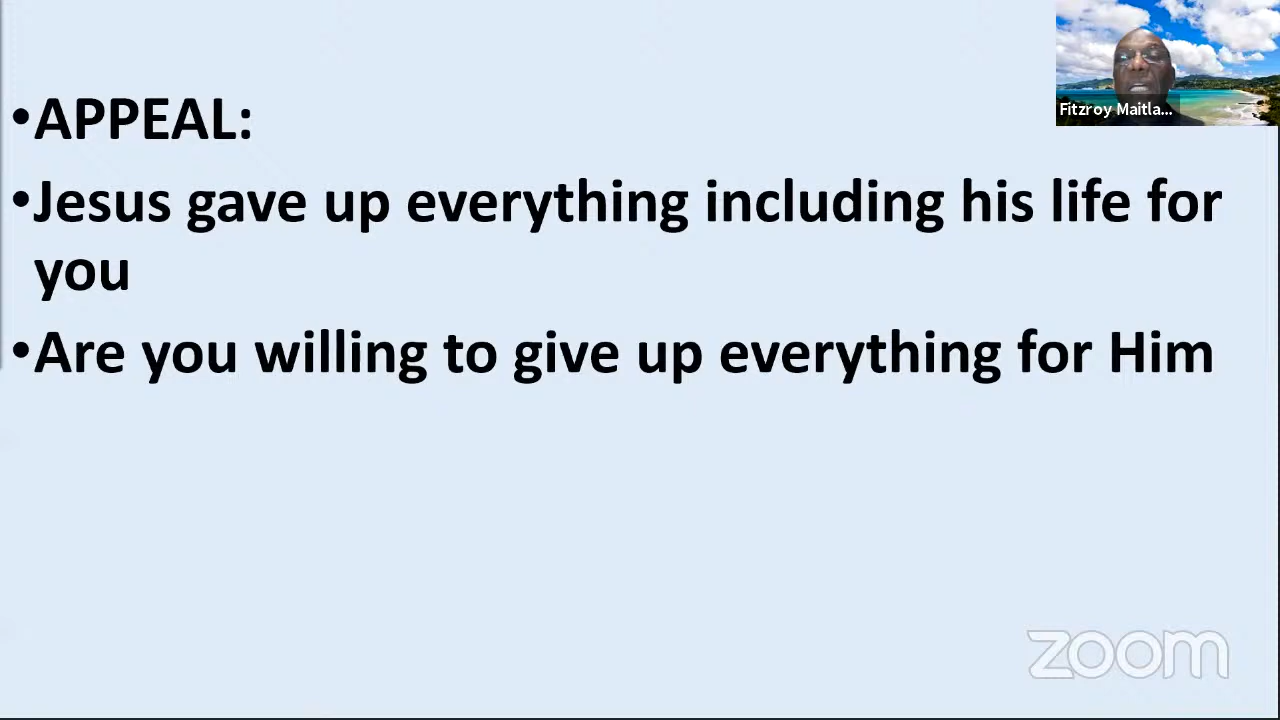 •APPEAL:
•Jesus gave up everything including his life for
you
•Are you willing to give up everything for Him
Fitzroy Maitla...
zoom